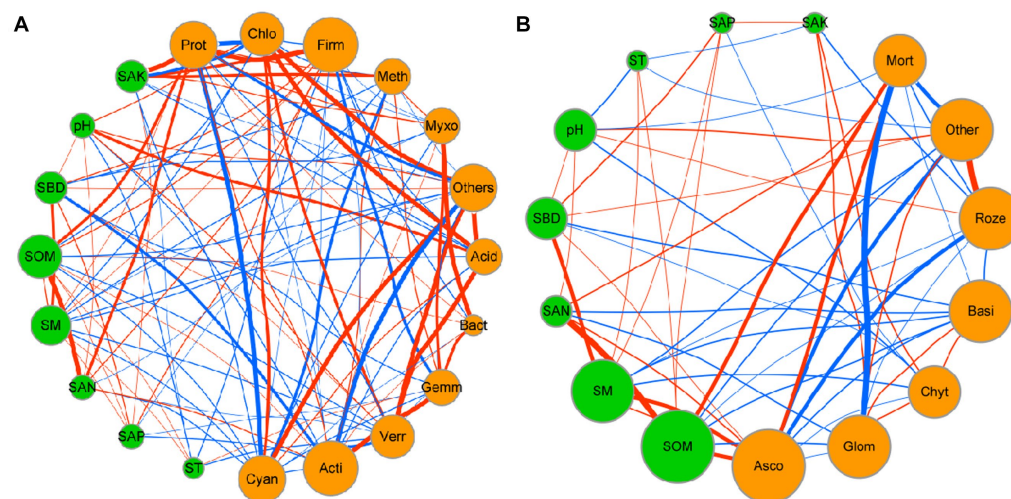 A
Prot
Chlo
Firm
SAK
Meth
pH
Myxo
SBD
Others
SOM
Acid
SM
Bact
SAN
Gemm
SAP
Verr
ST
Cyan
Acti
B
SAP
SAK
ST
Mort
pH
Other
SBD
Roze
SAN
Basi
SM
Chyt
SOM
Glom
Asco